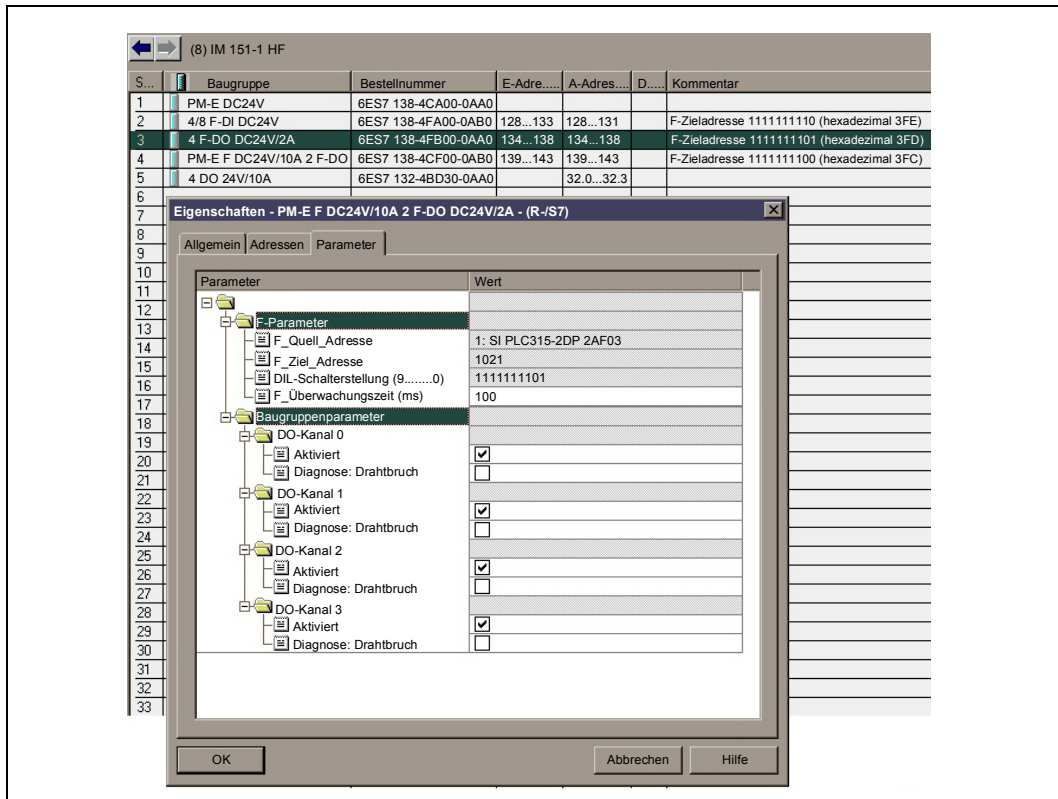 (8) IM 151-1 HF
S... Baugruppe Bestellnummer E-Adre..... A-Adres.... D..... Kommentar
1 PM-E DC24V 6ES7 138-4CA00-0AA0
2 4/8 F-DI DC24V 6ES7 138-4FA00-0AB0 128...133 128...131 F-Zieladresse 1111111110 (hexadezimal 3FE)
3 4 F-DO DC24V/2A 6ES7 138-4FB00-0AA0 134...138 134...138 F-Zieladresse 1111111101 (hexadezimal 3FD)
4 PM-E F DC24V/10A 2 F-DO 6ES7 138-4CF00-0AB0 139...143 139...143 F-Zieladresse 1111111100 (hexadezimal 3FC)
5 4 DO 24V/10A 6ES7 132-4BD30-0AA0 32.0...32.3
6
7
8
9
10
11
12
13
14
15
16
17
18
19
20
21
22
23
24
25
26
27
28
29
30
31
32
33
Eigenschaften - PM-E F DC24V/10A 2 F-DO DC24V/2A - (R-/S7)
Allgemein Adressen Parameter
Parameter Wert
F-Parameter
F_Quell_Adresse 1: SI PLC315-2DP 2AF03
F_Ziel_Adresse 1021
DIL-Schalterstellung (9........0) 1111111101
F_Überwachungszeit (ms) 100
Baugruppenparameter
DO-Kanal 0
Aktiviert
Diagnose: Drahtbruch
DO-Kanal 1
Aktiviert
Diagnose: Drahtbruch
DO-Kanal 2
Aktiviert
Diagnose: Drahtbruch
DO-Kanal 3
Aktiviert
Diagnose: Drahtbruch
OK Abbrechen Hilfe